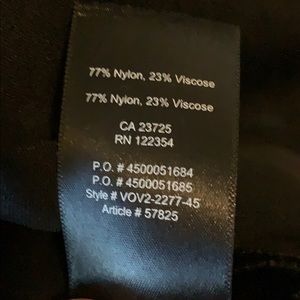 77% Nylon, 23% Viscose
77% Nylon, 23% Viscose
CA 23725
RN 122354
P.O. # 4500051684
P.O. # 4500051685
Style # VOV2-2277-45
Article # 57825